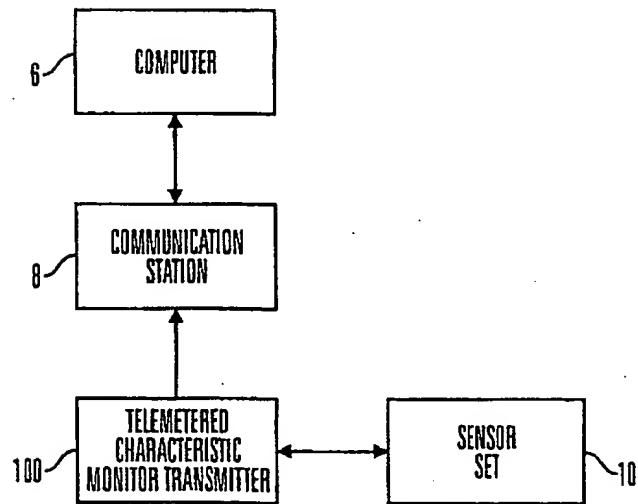 COMPUTER
6
COMMUNICATION
STATION
8
TELEMETERED
CHARACTERISTIC
MONITOR TRANSMITTER
100
SENSOR
SET
10